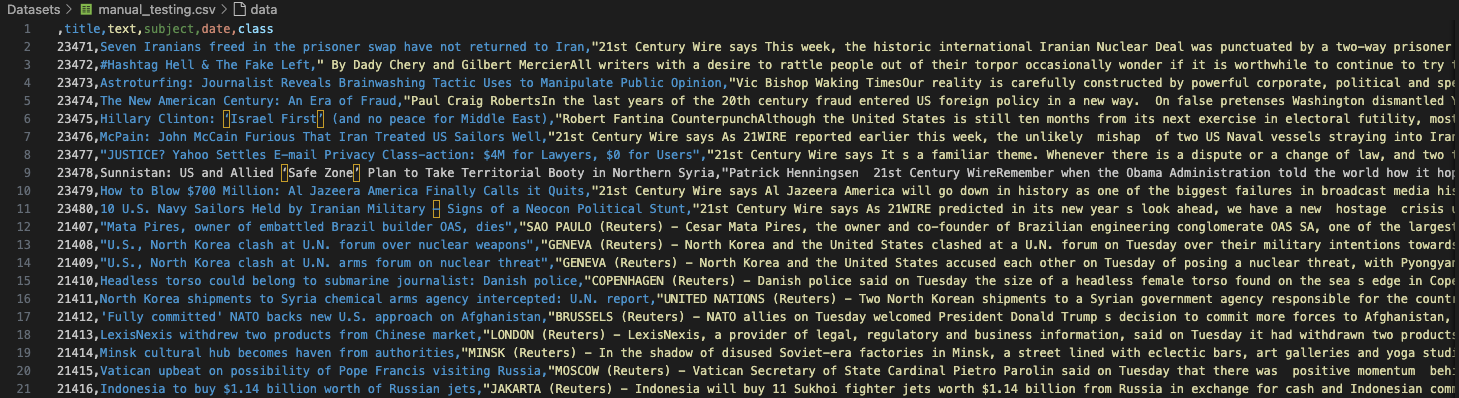 Datasets > manual_testing.csv > data
1 ,title,text,subject,date,class
2 23471,Seven Iranians freed in the prisoner swap have not returned to Iran,"21st Century Wire says This week, the historic international Iranian Nuclear Deal was punctuated by a two-way prisoner
3 23472,#Hashtag Hell & The Fake Left," By Dady Chery and Gilbert MercierAll writers with a desire to rattle people out of their torpor occasionally wonder if it is worthwhile to continue to try t
4 23473,Astroturfing: Journalist Reveals Brainwashing Tactic Uses to Manipulate Public Opinion,"Vic Bishop Waking TimesOur reality is carefully constructed by powerful corporate, political and spe
5 23474,The New American Century: An Era of Fraud,"Paul Craig RobertsIn the last years of the 20th century fraud entered US foreign policy in a new way.  On false pretenses Washington dismantled Y
6 23475,Hillary Clinton: ‘Israel First’ (and no peace for Middle East),"Robert Fantina CounterpunchAlthough the United States is still ten months from its next exercise in electoral futility, most
7 23476,McPain: John McCain Furious That Iran Treated US Sailors Well,"21st Century Wire says As 21WIRE reported earlier this week, the unlikely  mishap  of two US Naval vessels straying into Iran
8 23477,"JUSTICE? Yahoo Settles E-mail Privacy Class-action: $4M for Lawyers, $0 for Users","21st Century Wire says It s a familiar theme. Whenever there is a dispute or a change of law, and two t
9 23478,Sunnistan: US and Allied ‘Safe Zone’ Plan to Take Territorial Booty in Northern Syria,"Patrick Henningsen  21st Century WireRemember when the Obama Administration told the world how it hop
10 23479,How to Blow $700 Million: Al Jazeera America Finally Calls it Quits,"21st Century Wire says Al Jazeera America will go down in history as one of the biggest failures in broadcast media his
11 23480,10 U.S. Navy Sailors Held by Iranian Military – Signs of a Neocon Political Stunt,"21st Century Wire says As 21WIRE predicted in its new year s look ahead, we have a new  hostage  crisis u
12 21407,"Mata Pires, owner of embattled Brazil builder OAS, dies","SAO PAULO (Reuters) - Cesar Mata Pires, the owner and co-founder of Brazilian engineering conglomerate OAS SA, one of the largest
13 21408,"U.S., North Korea clash at U.N. forum over nuclear weapons","GENEVA (Reuters) - North Korea and the United States clashed at a U.N. forum on Tuesday over their military intentions towards
14 21409,"U.S., North Korea clash at U.N. arms forum on nuclear threat","GENEVA (Reuters) - North Korea and the United States accused each other on Tuesday of posing a nuclear threat, with Pyongyan
15 21410,Headless torso could belong to submarine journalist: Danish police,"COPENHAGEN (Reuters) - Danish police said on Tuesday the size of a headless female torso found on the sea s edge in Cope
16 21411,North Korea shipments to Syria chemical arms agency intercepted: U.N. report,"UNITED NATIONS (Reuters) - Two North Korean shipments to a Syrian government agency responsible for the countr
17 21412,'Fully committed' NATO backs new U.S. approach on Afghanistan,"BRUSSELS (Reuters) - NATO allies on Tuesday welcomed President Donald Trump s decision to commit more forces to Afghanistan,
18 21413,LexisNexis withdrew two products from Chinese market,"LONDON (Reuters) - LexisNexis, a provider of legal, regulatory and business information, said on Tuesday it had withdrawn two products
19 21414,Minsk cultural hub becomes haven from authorities,"MINSK (Reuters) - In the shadow of disused Soviet-era factories in Minsk, a street lined with eclectic bars, art galleries and yoga studi
20 21415,Vatican upbeat on possibility of Pope Francis visiting Russia,"MOSCOW (Reuters) - Vatican Secretary of State Cardinal Pietro Parolin said on Tuesday that there was  positive momentum  behi
21 21416,Indonesia to buy $1.14 billion worth of Russian jets,"JAKARTA (Reuters) - Indonesia will buy 11 Sukhoi fighter jets worth $1.14 billion from Russia in exchange for cash and Indonesian com